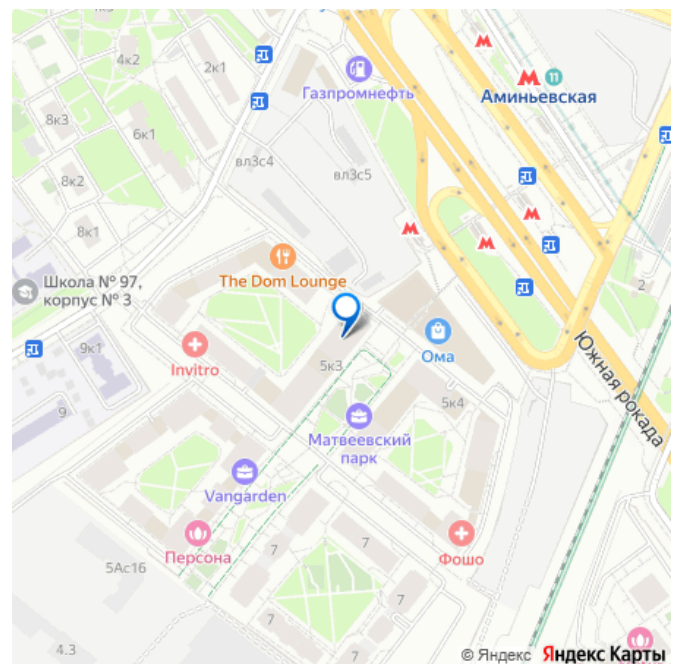 4к2
2к1
Газпромнефть
11
Аминьевская
8к3
6к1
вл3с4
вл3с5
8к2
8к1
2
The Dom Lounge
Школа № 97,
корпус № 3
Ома
Южная рокада
9к1
Invitro
5к3
5к4
9
Матвеевский
парк
Vangarden
Персона
Фошо
7
7
5Ас16
7
7
4.3
© Яндекс Яндекс Карты